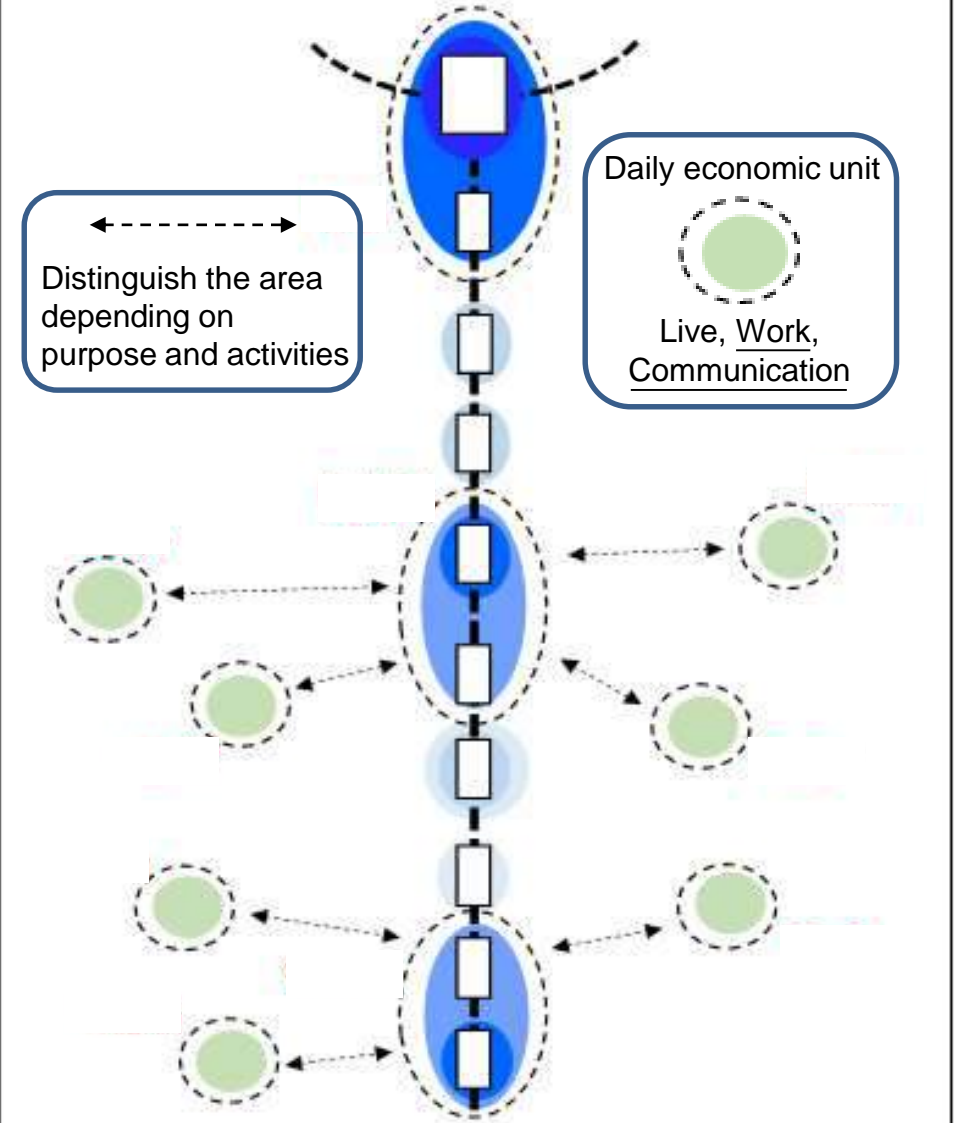 Daily economic unit
Live, Work,
Communication
Distinguish the area
depending on
purpose and activities